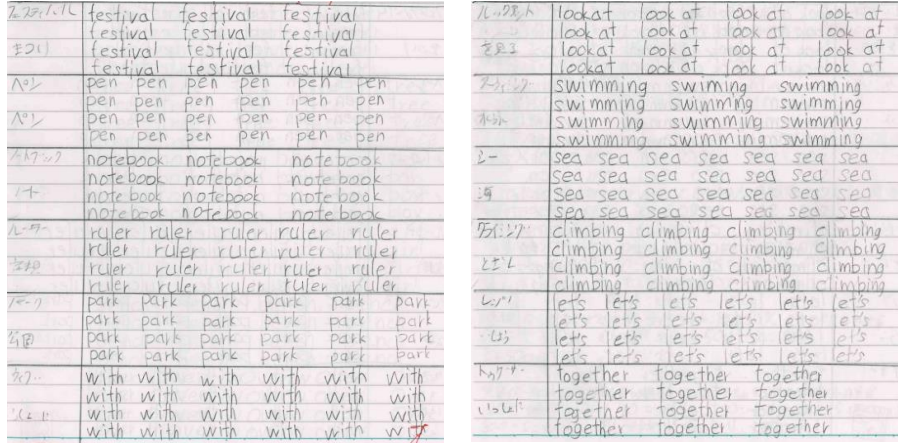 フェスティバル festival festival festival
festival festival festival
まつり festival festival festival
festival festival festival
ペン pen pen pen pen pen pen
pen pen pen pen pen pen
ペン pen pen pen pen pen pen
pen pen pen pen pen pen
ノートブック notebook notebook notebook
notebook notebook notebook
ノート notebook notebook notebook
notebook notebook notebook
ルーラー ruler ruler ruler ruler ruler
ruler ruler ruler ruler ruler
ruler ruler ruler ruler ruler
ruler ruler ruler ruler ruler
パーク park park park park park park
park park park park park park
公園 park park park park park park
park park park park park park
with with with with with with
with with with with with with
with with with with with with
with with with with with with
ルックアット look at look at look at look at
look at look at look at look at
を見る look at look at look at look at
look at look at look at look at
スイミング swimming swiming swimming
swimming swimming swimming
水えい swimming swimming swimming
swimming swimming swimming
シー sea sea sea sea sea sea sea
sea sea sea sea sea sea sea
海 sea sea sea sea sea sea sea
sea sea sea sea sea sea sea
クライミング climbing climbing climbing climbing
climbing climbing climbing climbing
climbing climbing climbing climbing
climbing climbing climbing climbing
レッツ let's let's let's let's let's let's
let's let's let's let's let's let's
let's let's let's let's let's let's
let's let's let's let's let's let's
トゥゲザー together together together
together together together
いっしょに together together together
together together together